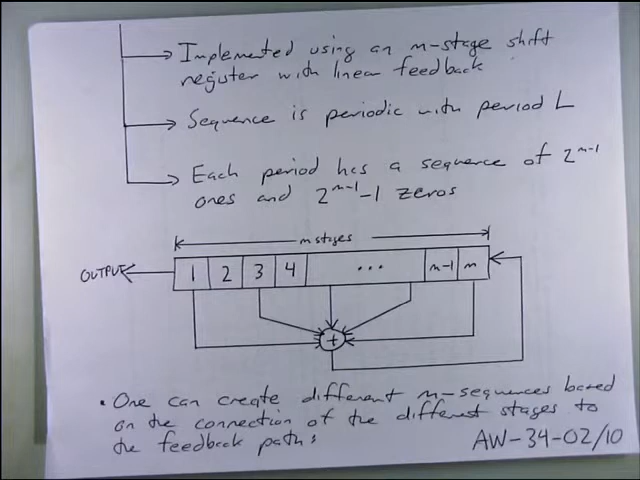 Implemented using an m-stage shift
register with linear feedback
Sequence is periodic with period L
Each period has a sequence of 2^{m-1}
ones and 2^{m-1}-1 zeros
m stages
OUTPUT 1 2 3 4 ... m-1 m
+
• One can create different m-sequences based
on the connection of the different stages to
the feedback path:
AW-34-02/10